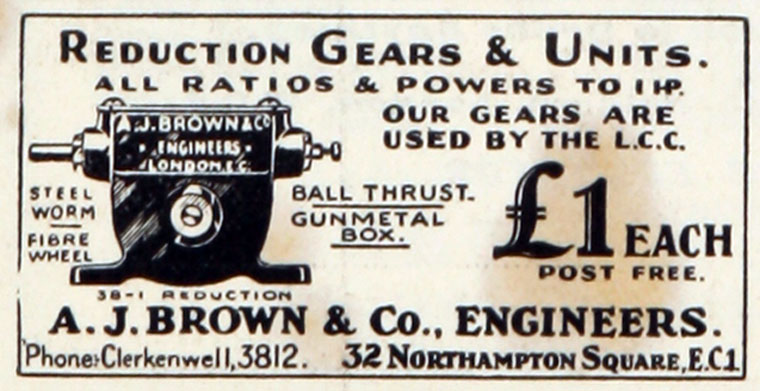 REDUCTION GEARS & UNITS.
ALL RATIOS & POWERS TO 1 HP.
OUR GEARS ARE
USED BY THE L.C.C.
A.J. BROWN & Co
· ENGINEERS ·
LONDON. E.C.
STEEL
WORM
FIBRE
WHEEL
BALL THRUST.
GUNMETAL
BOX.
£1 EACH
POST FREE.
38-1 REDUCTION
A. J. BROWN & Co., ENGINEERS.
'Phone: Clerkenwell, 3812. 32 NORTHAMPTON SQUARE, E.C1